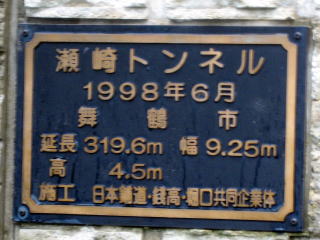 瀬崎トンネル
1998年6月
舞鶴市
延長 319.6m 幅 9.25m
高 4.5m
施工 日本鋪道・銭高・堀口共同企業体